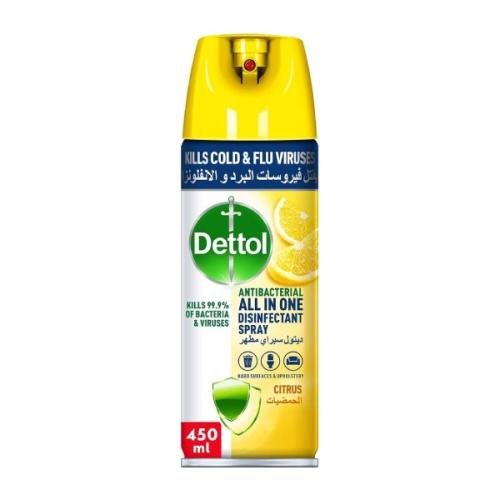 KILLS COLD & FLU VIRUSES
يقتل فيروسات البرد و الانفلونزا
Dettol
ANTIBACTERIAL
ALL IN ONE
DISINFECTANT
SPRAY
ديتول سبراي مطهر
KILLS 99.9%
OF BACTERIA
& VIRUSES
HARD SURFACES & UPHOLSTERY
CITRUS
الحمضيات
450
ml